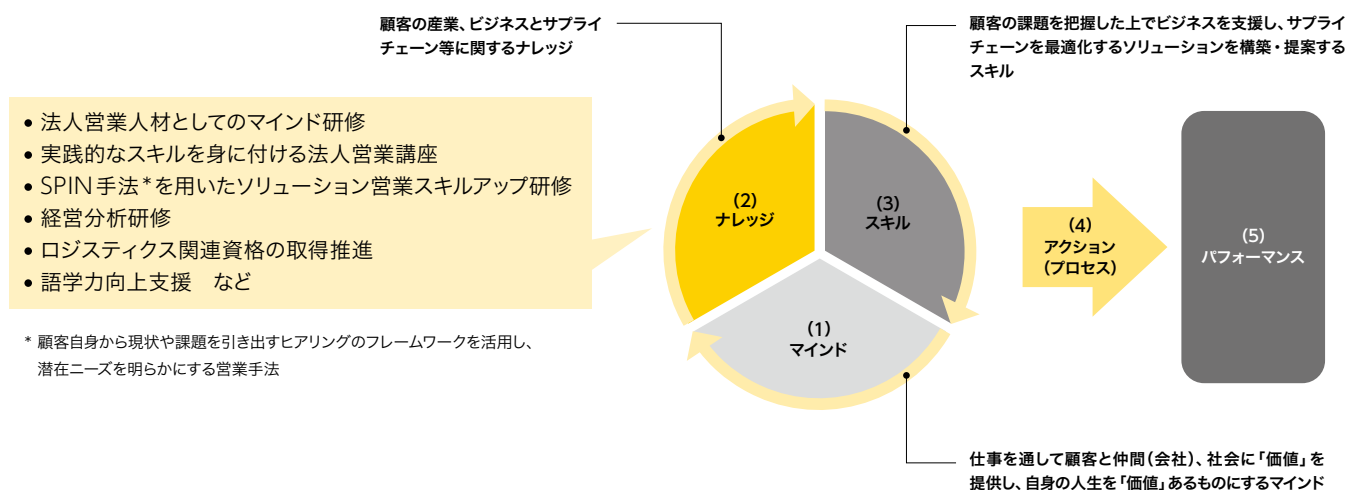 顧客の産業、ビジネスとサプライ
チェーン等に関するナレッジ
顧客の課題を把握した上でビジネスを支援し、サプライ
チェーンを最適化するソリューションを構築・提案する
スキル
• 法人営業人材としてのマインド研修
• 実践的なスキルを身に付ける法人営業講座
• SPIN手法*を用いたソリューション営業スキルアップ研修
• 経営分析研修
• ロジスティクス関連資格の取得推進
• 語学力向上支援　など
* 顧客自身から現状や課題を引き出すヒアリングのフレームワークを活用し、
潜在ニーズを明らかにする営業手法
(2)
ナレッジ
(3)
スキル
(1)
マインド
(4)
アクション
(プロセス)
(5)
パフォーマンス
仕事を通して顧客と仲間(会社)、社会に「価値」を
提供し、自身の人生を「価値」あるものにするマインド